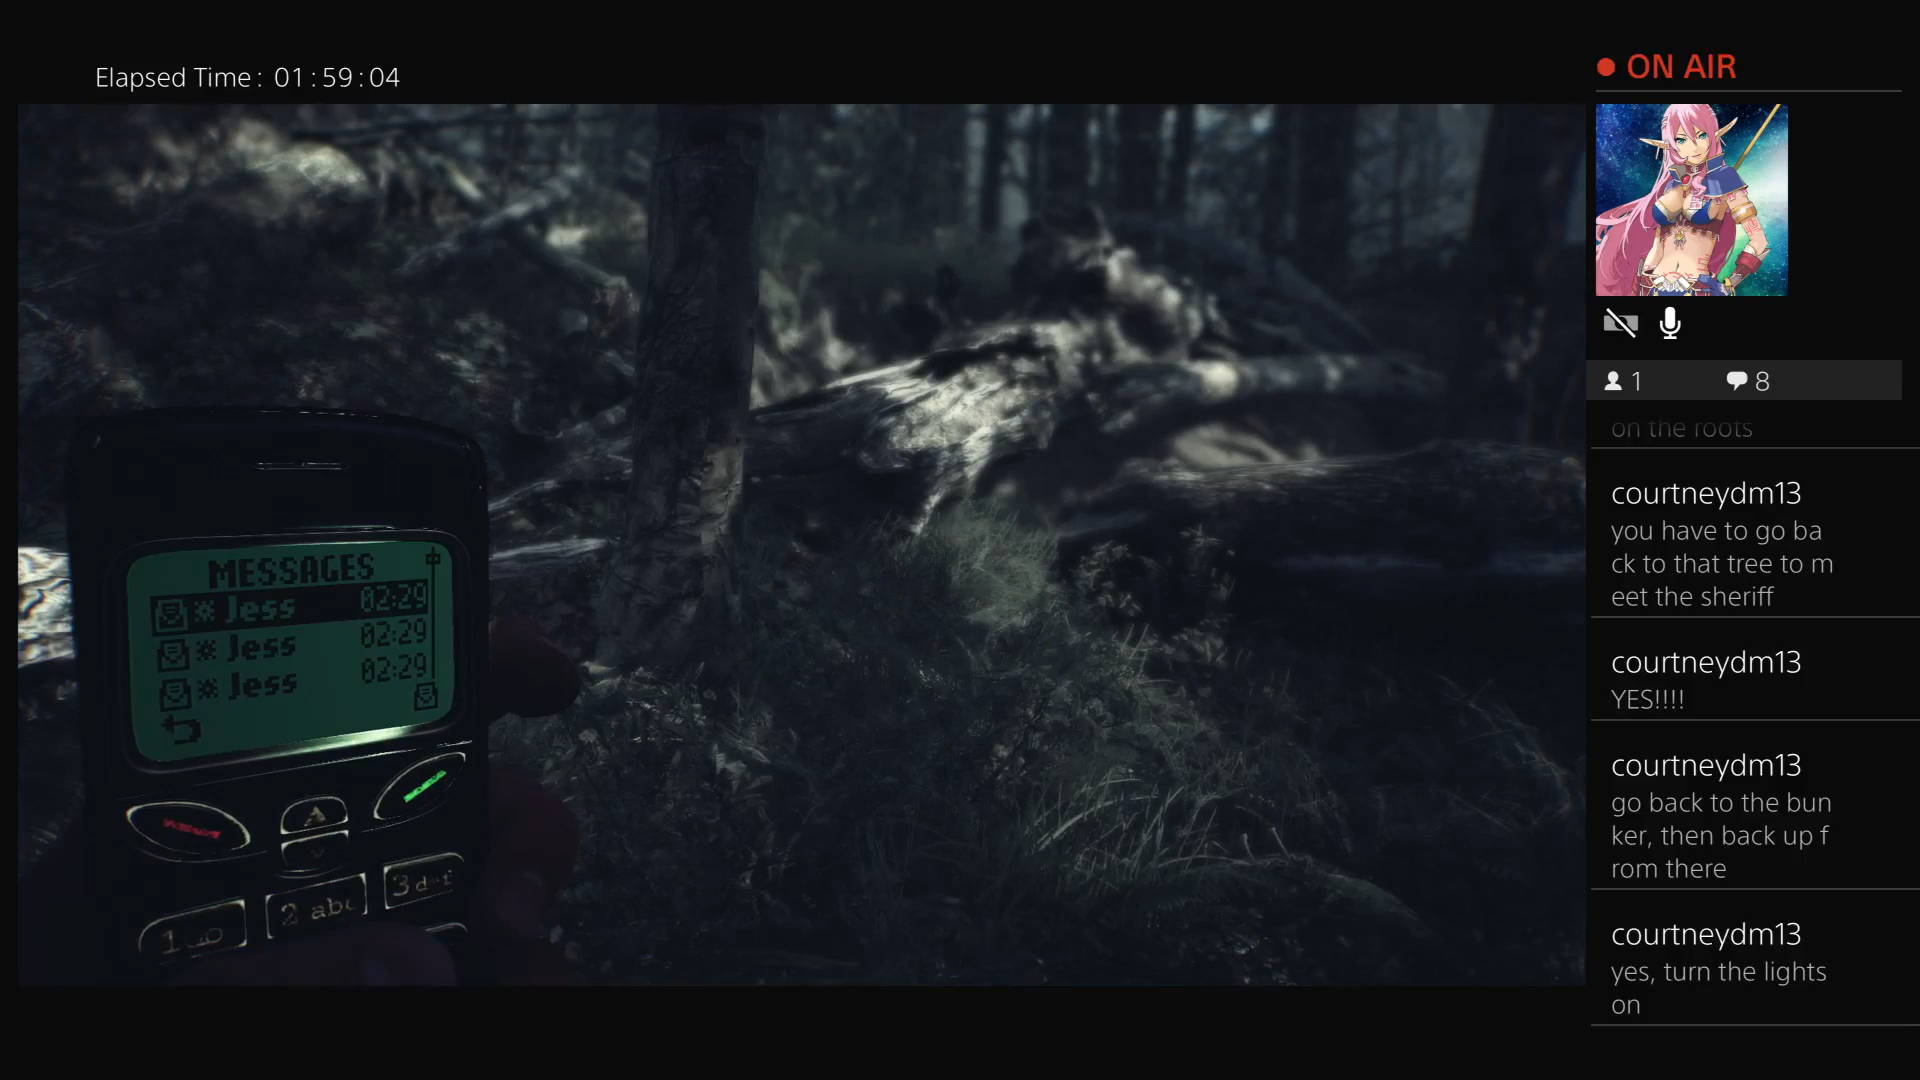 Elapsed Time: 01:59:04
ON AIR
1
8
on the roots
courtneydm13
you have to go ba
ck to that tree to m
eet the sheriff
courtneydm13
YES!!!!
courtneydm13
go back to the bun
ker, then back up f
rom there
courtneydm13
yes, turn the lights
on
MESSAGES
Jess 02:29
Jess 02:29
Jess 02:29
1
2 abc
3 def